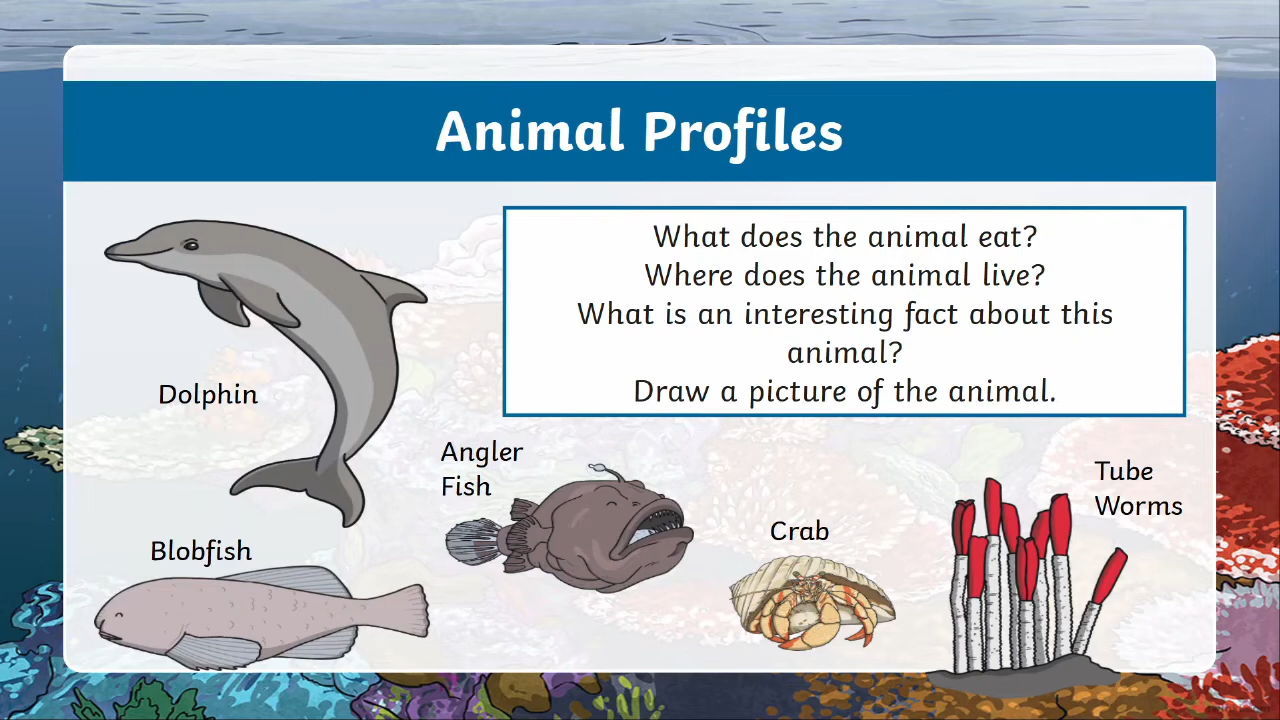 Animal Profiles
What does the animal eat?
Where does the animal live?
What is an interesting fact about this
animal?
Draw a picture of the animal.
Dolphin
Angler
Fish
Tube
Worms
Crab
Blobfish